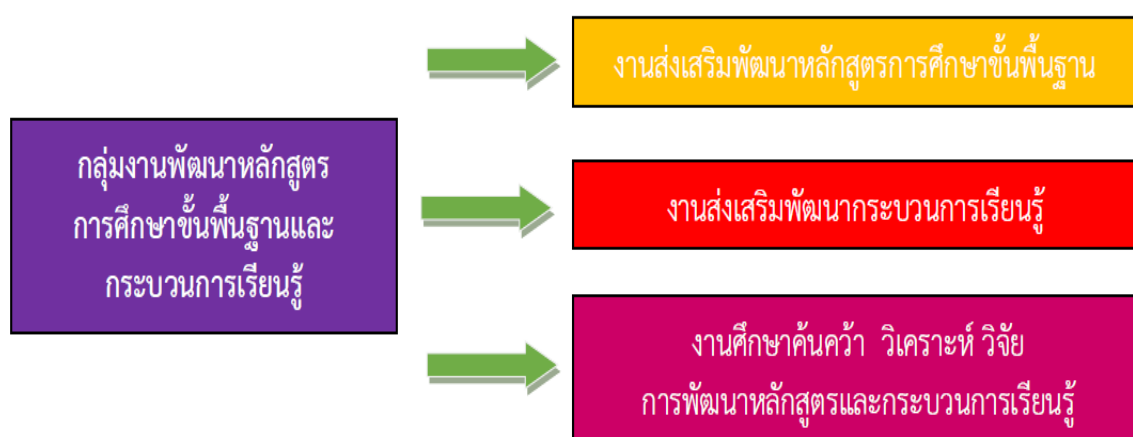 กลุ่มงานพัฒนาหลักสูตร
การศึกษาขั้นพื้นฐานและ
กระบวนการเรียนรู้
งานส่งเสริมพัฒนาหลักสูตรการศึกษาขั้นพื้นฐาน
งานส่งเสริมพัฒนากระบวนการเรียนรู้
งานศึกษาค้นคว้า วิเคราะห์ วิจัย
การพัฒนาหลักสูตรและกระบวนการเรียนรู้